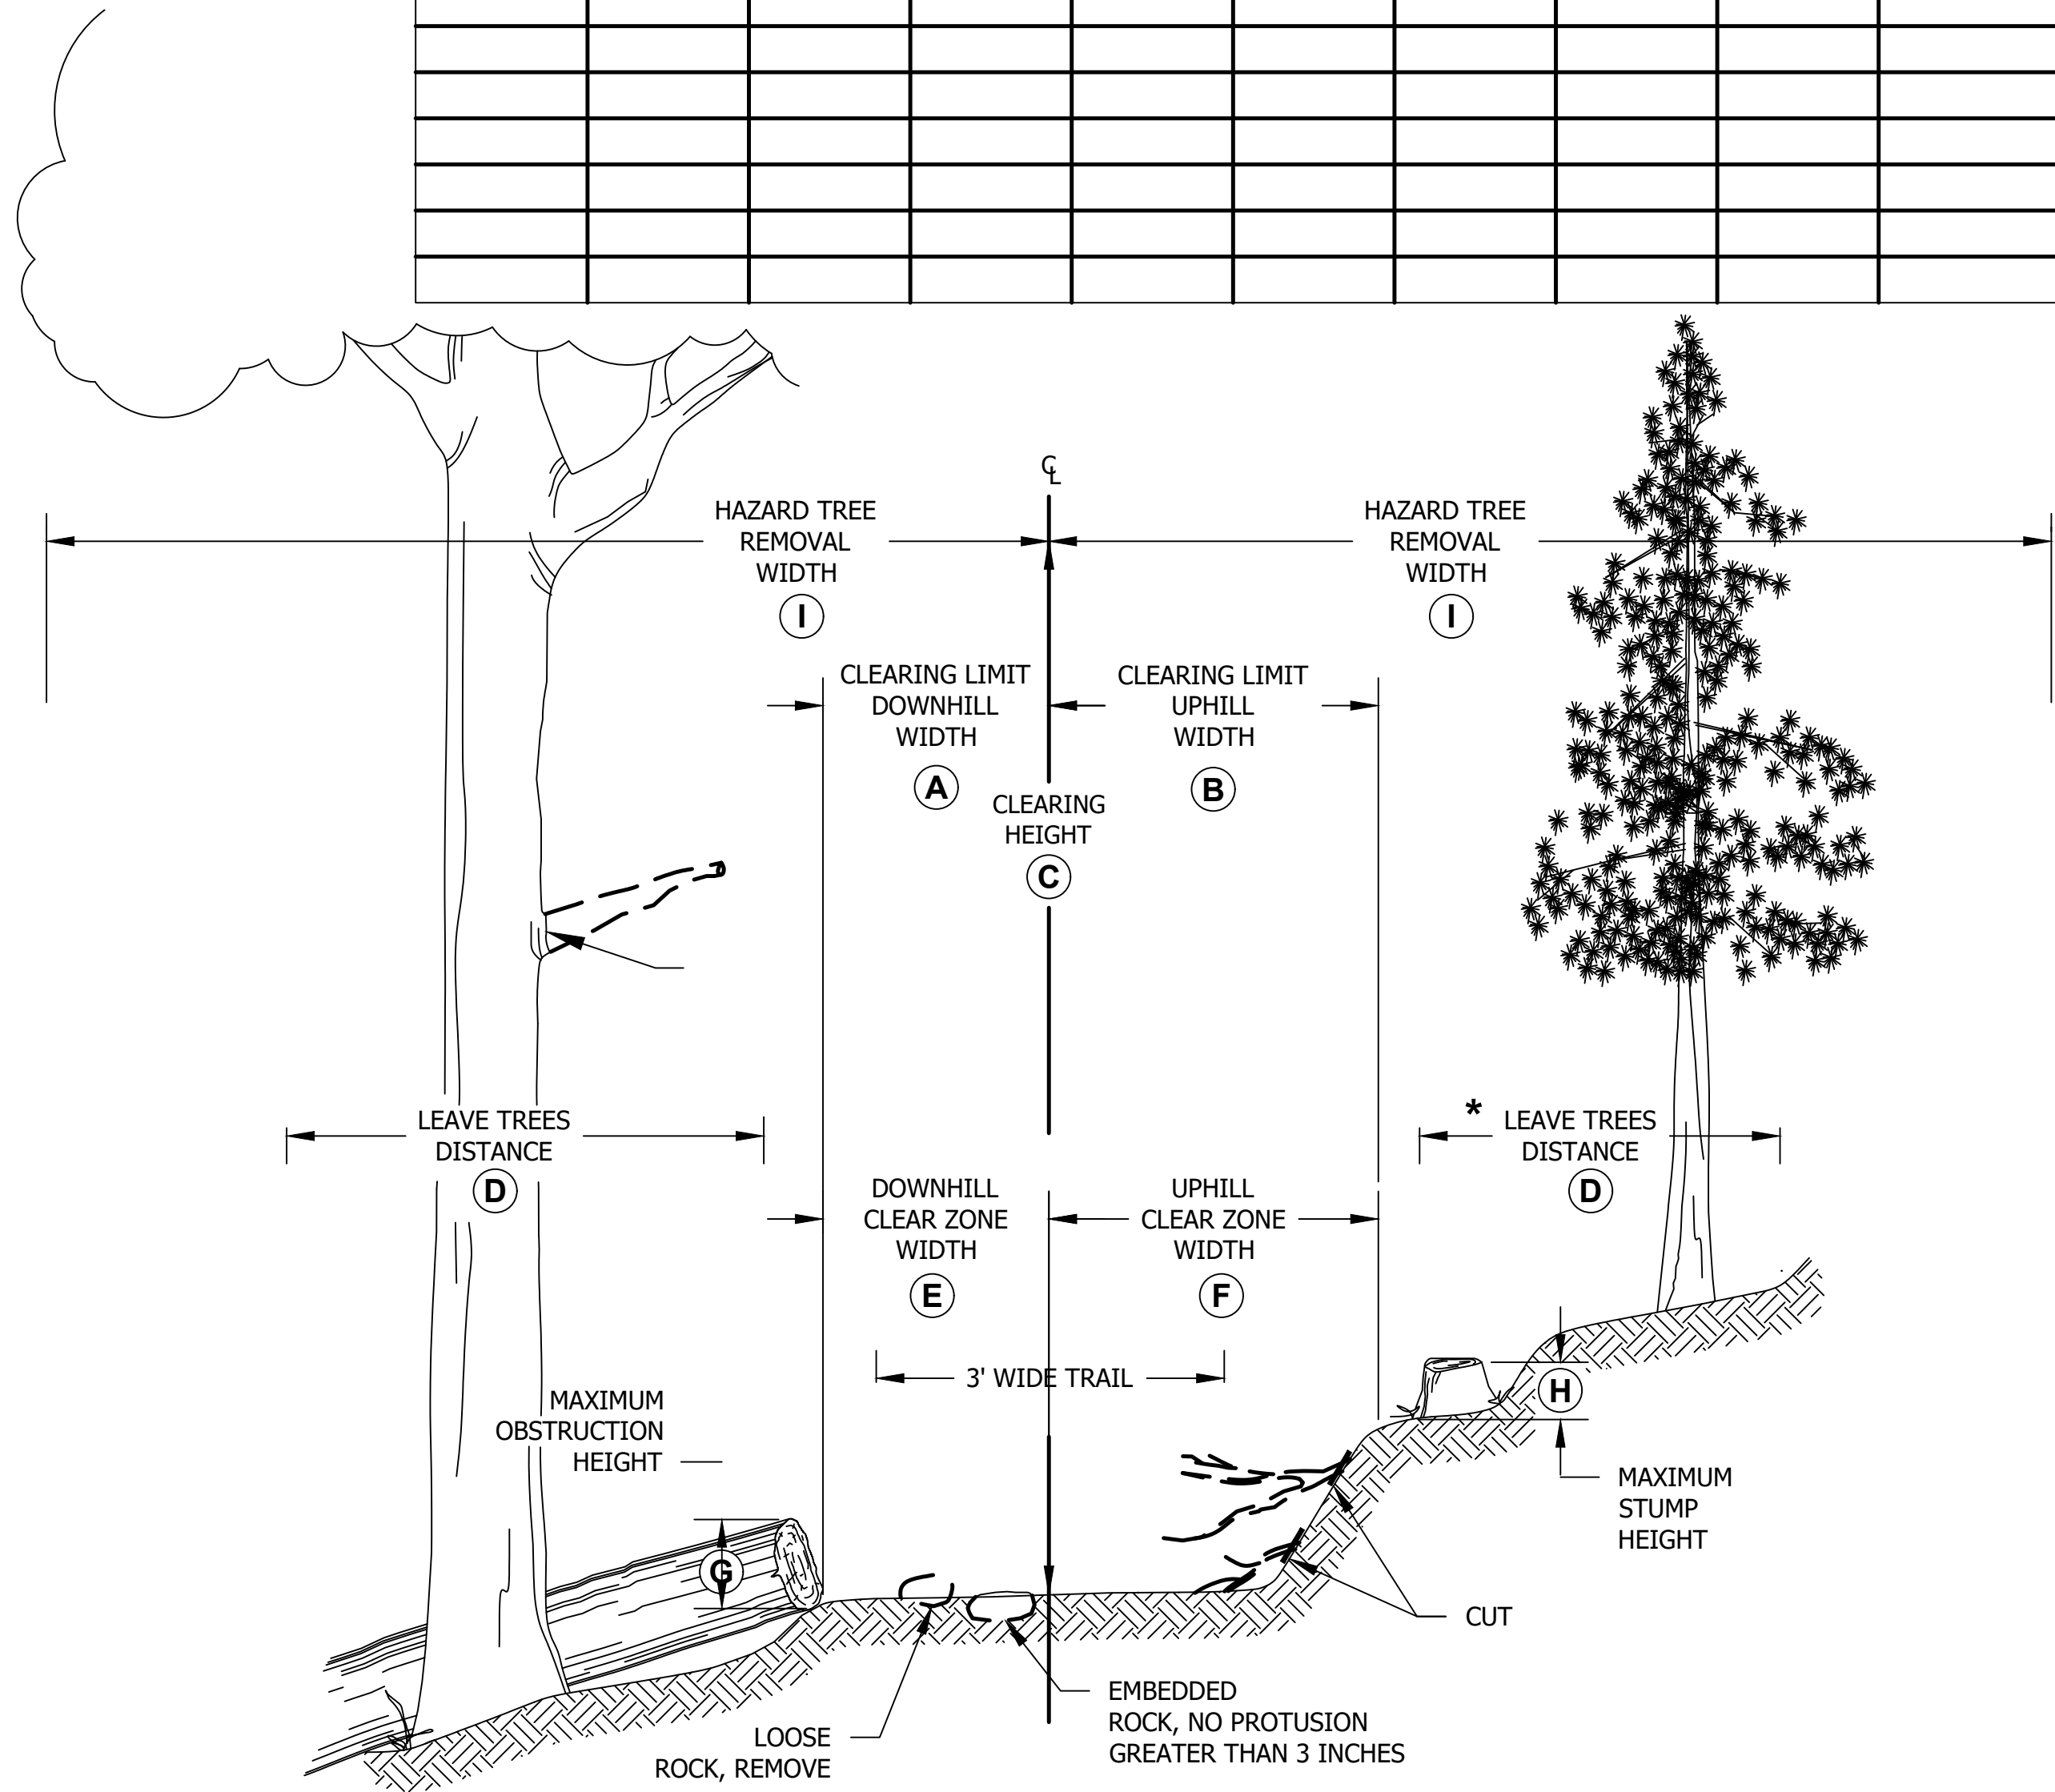 ℄
HAZARD TREE
REMOVAL
WIDTH
I
HAZARD TREE
REMOVAL
WIDTH
I
CLEARING LIMIT
DOWNHILL
WIDTH
A
CLEARING LIMIT
UPHILL
WIDTH
B
CLEARING
HEIGHT
C
LEAVE TREES
DISTANCE
D
* LEAVE TREES
DISTANCE
D
DOWNHILL
CLEAR ZONE
WIDTH
E
UPHILL
CLEAR ZONE
WIDTH
F
3' WIDE TRAIL
H
MAXIMUM
OBSTRUCTION
HEIGHT
MAXIMUM
STUMP
HEIGHT
G
CUT
EMBEDDED
ROCK, NO PROTUSION
GREATER THAN 3 INCHES
LOOSE
ROCK, REMOVE